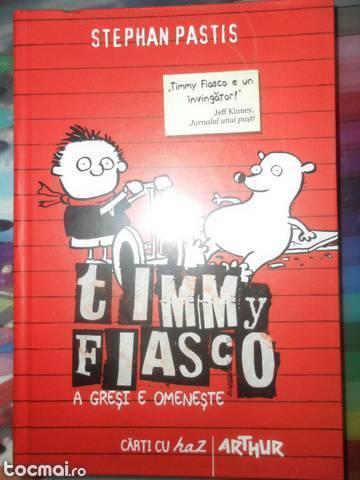 STEPHAN PASTIS
„Timmy Fiasco e un
învingător!"
Jeff Kinney,
Jurnalul unui puști
tIMMy
FIASCO
A GREȘI E OMENEȘTE
CĂRȚI CU haz | ARTHUR
tocmai.ro